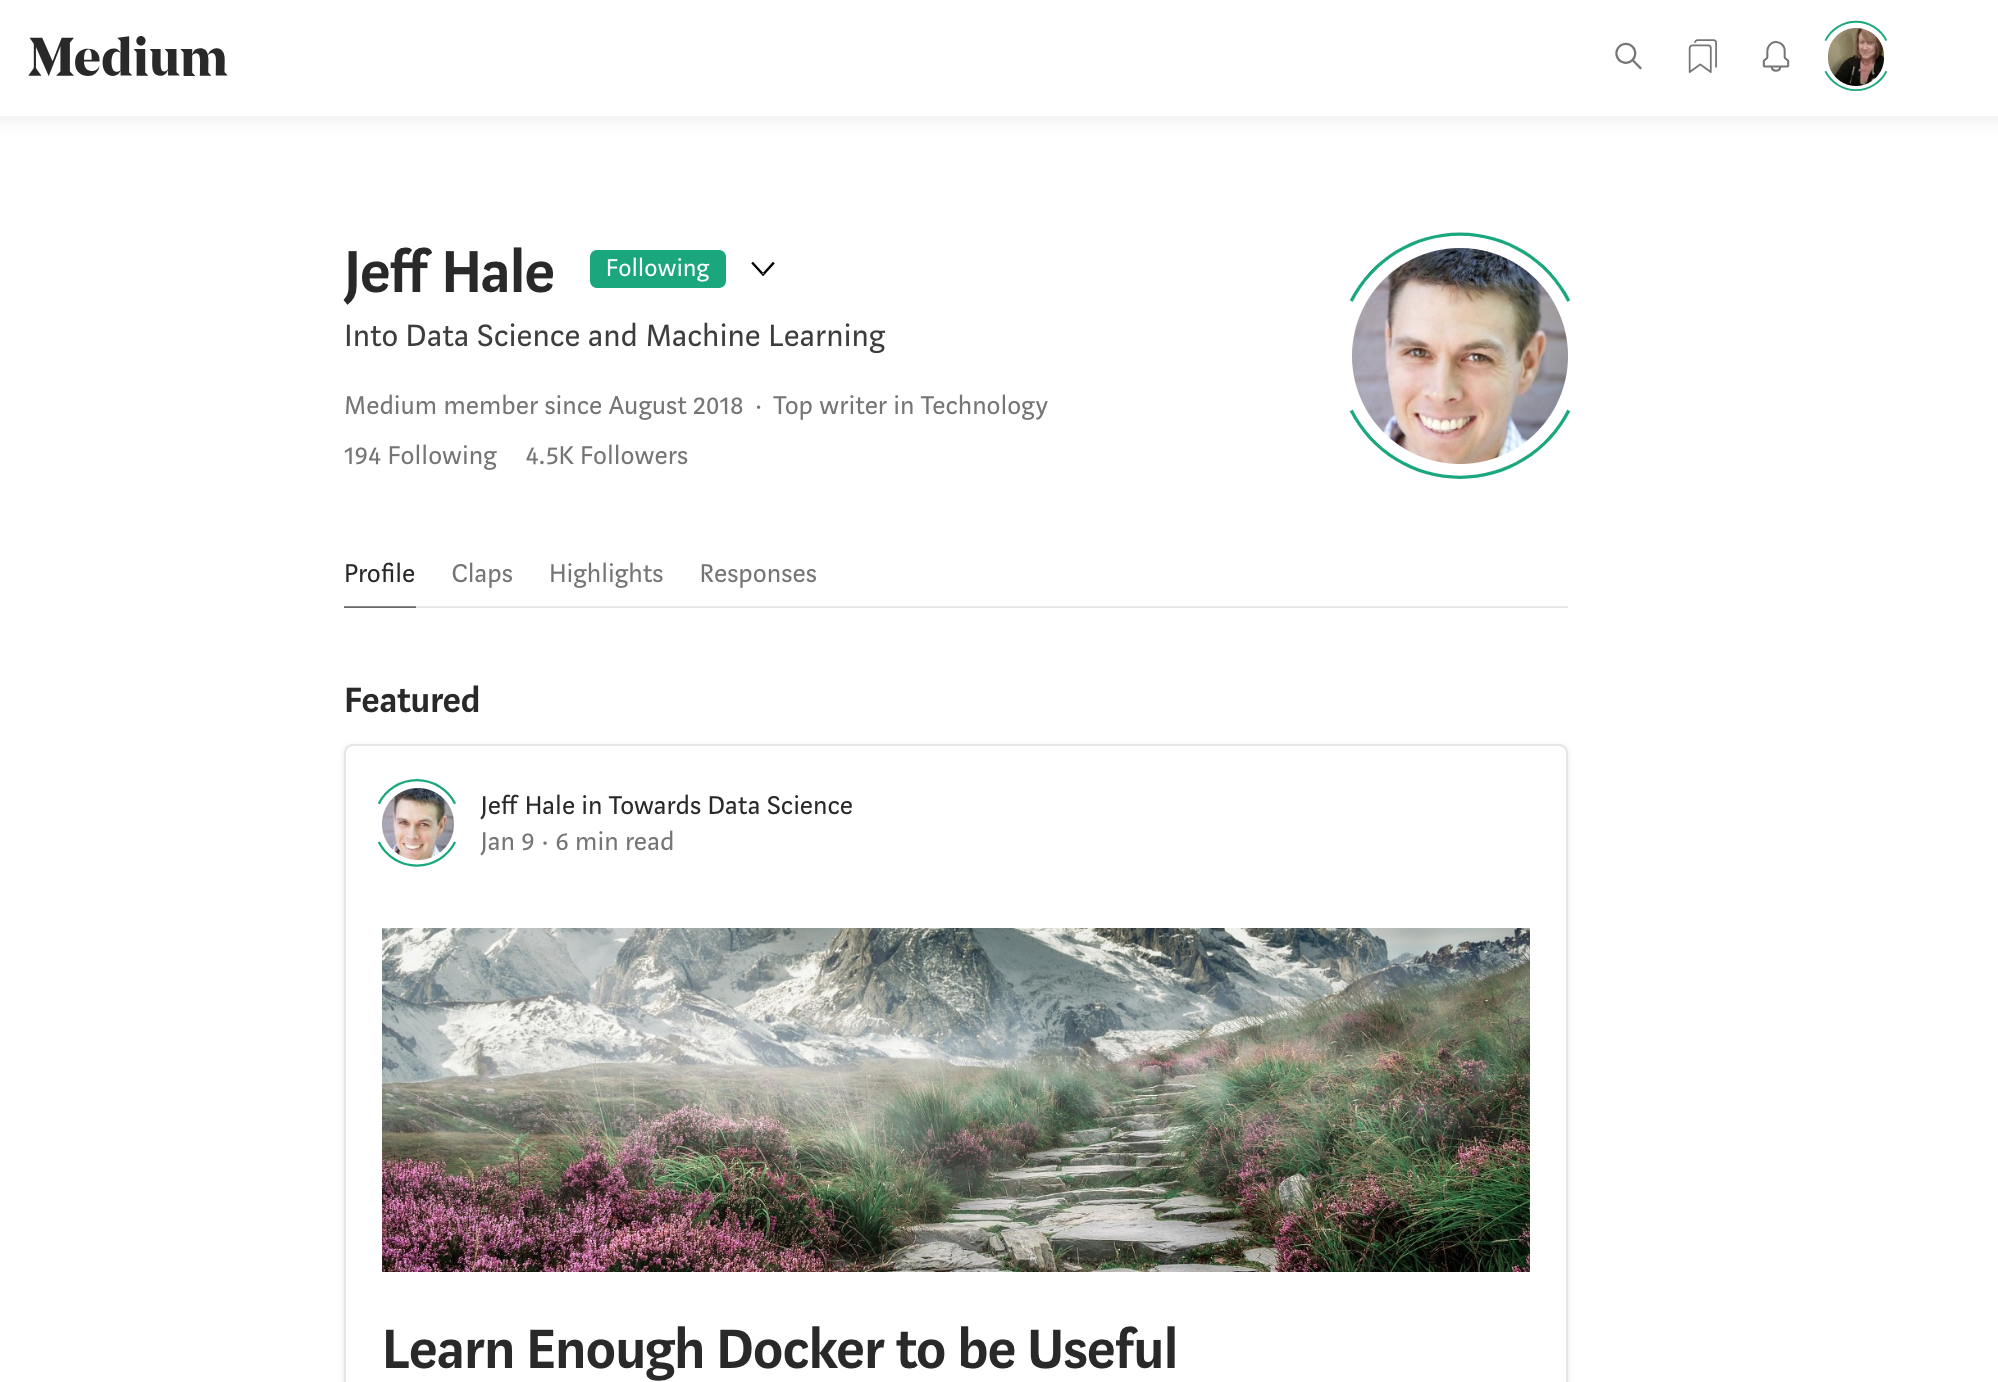 Medium
Jeff Hale
Following
Into Data Science and Machine Learning
Medium member since August 2018 · Top writer in Technology
194 Following 4.5K Followers
Profile Claps Highlights Responses
Featured
Jeff Hale in Towards Data Science
Jan 9 · 6 min read
Learn Enough Docker to be Useful